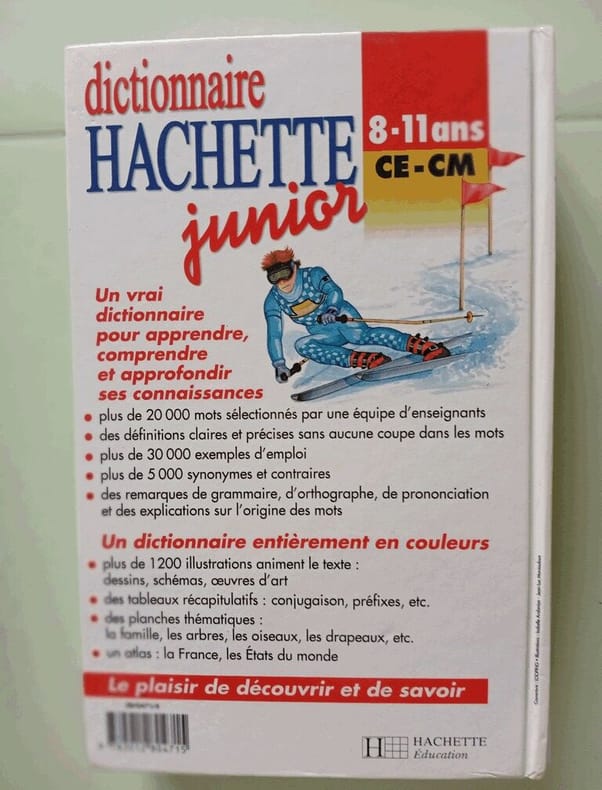 dictionnaire
HACHETTE
junior
8-11 ans
CE-CM
Un vrai
dictionnaire
pour apprendre,
comprendre
et approfondir
ses connaissances
• plus de 20 000 mots sélectionnés par une équipe d'enseignants
• des définitions claires et précises sans aucune coupe dans les mots
• plus de 30 000 exemples d'emploi
• plus de 5 000 synonymes et contraires
• des remarques de grammaire, d'orthographe, de prononciation
et des explications sur l'origine des mots
Un dictionnaire entièrement en couleurs
• plus de 1200 illustrations animent le texte :
dessins, schémas, œuvres d'art
• des tableaux récapitulatifs : conjugaison, préfixes, etc.
• des planches thématiques :
la famille, les arbres, les oiseaux, les drapeaux, etc.
• un atlas : la France, les États du monde
Le plaisir de découvrir et de savoir
H HACHETTE
Éducation